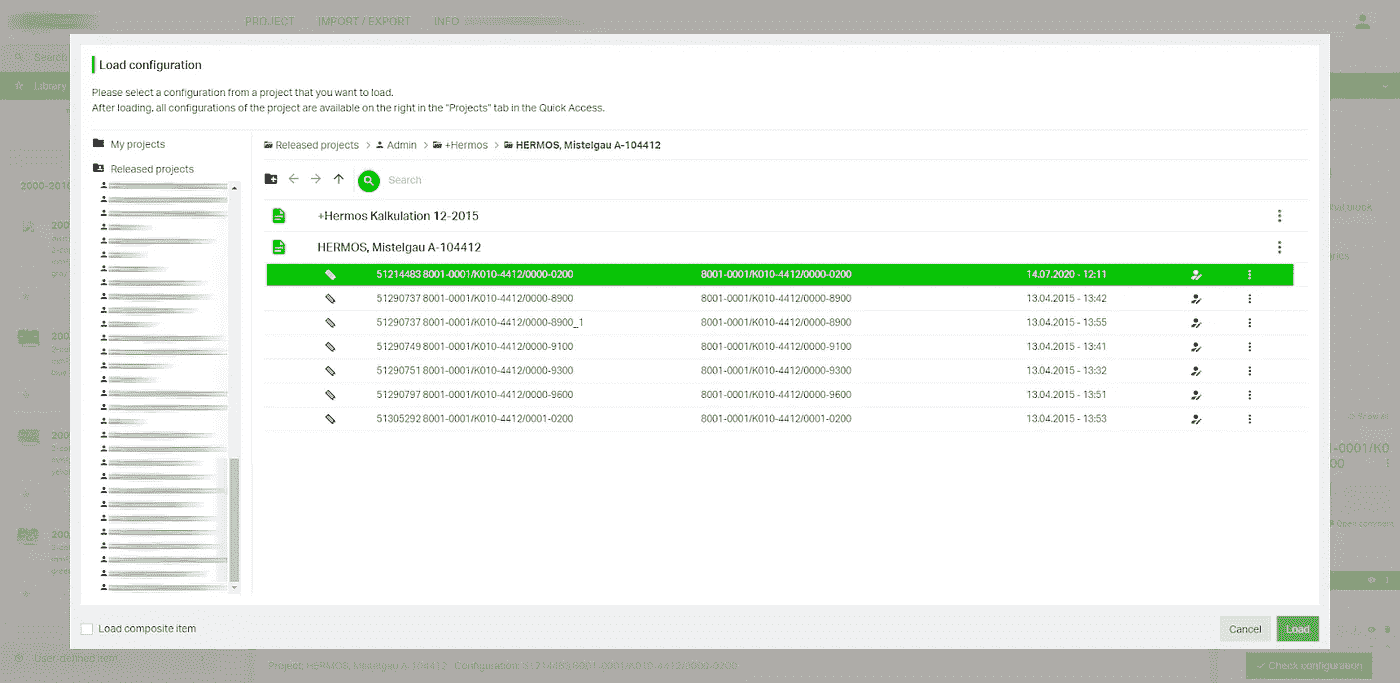 PROJECT IMPORT / EXPORT INFO
Search
Library
Load configuration
Please select a configuration from a project that you want to load.
After loading, all configurations of the project are available on the right in the "Projects" tab in the Quick Access.
My projects
Released projects
Released projects > Admin > +Hermos > HERMOS, Mistelgau A-104412
Search
+Hermos Kalkulation 12-2015
HERMOS, Mistelgau A-104412
51214483 8001-0001/K010-4412/0000-0200 8001-0001/K010-4412/0000-0200 14.07.2020 - 12:11
51290737 8001-0001/K010-4412/0000-8900 8001-0001/K010-4412/0000-8900 13.04.2015 - 13:42
51290737 8001-0001/K010-4412/0000-8900_1 8001-0001/K010-4412/0000-8900 13.04.2015 - 13:55
51290749 8001-0001/K010-4412/0000-9100 8001-0001/K010-4412/0000-9100 13.04.2015 - 13:41
51290751 8001-0001/K010-4412/0000-9300 8001-0001/K010-4412/0000-9300 13.04.2015 - 13:32
51290797 8001-0001/K010-4412/0000-9600 8001-0001/K010-4412/0000-9600 13.04.2015 - 13:51
51305292 8001-0001/K010-4412/0001-0200 8001-0001/K010-4412/0001-0200 13.04.2015 - 13:53
Open comment
Load composite item
Cancel Load
User-defined item
Project: HERMOS, Mistelgau A-104412 Configuration: 51214483/8001-0001/K010-4412/0000-0200
Check configuration